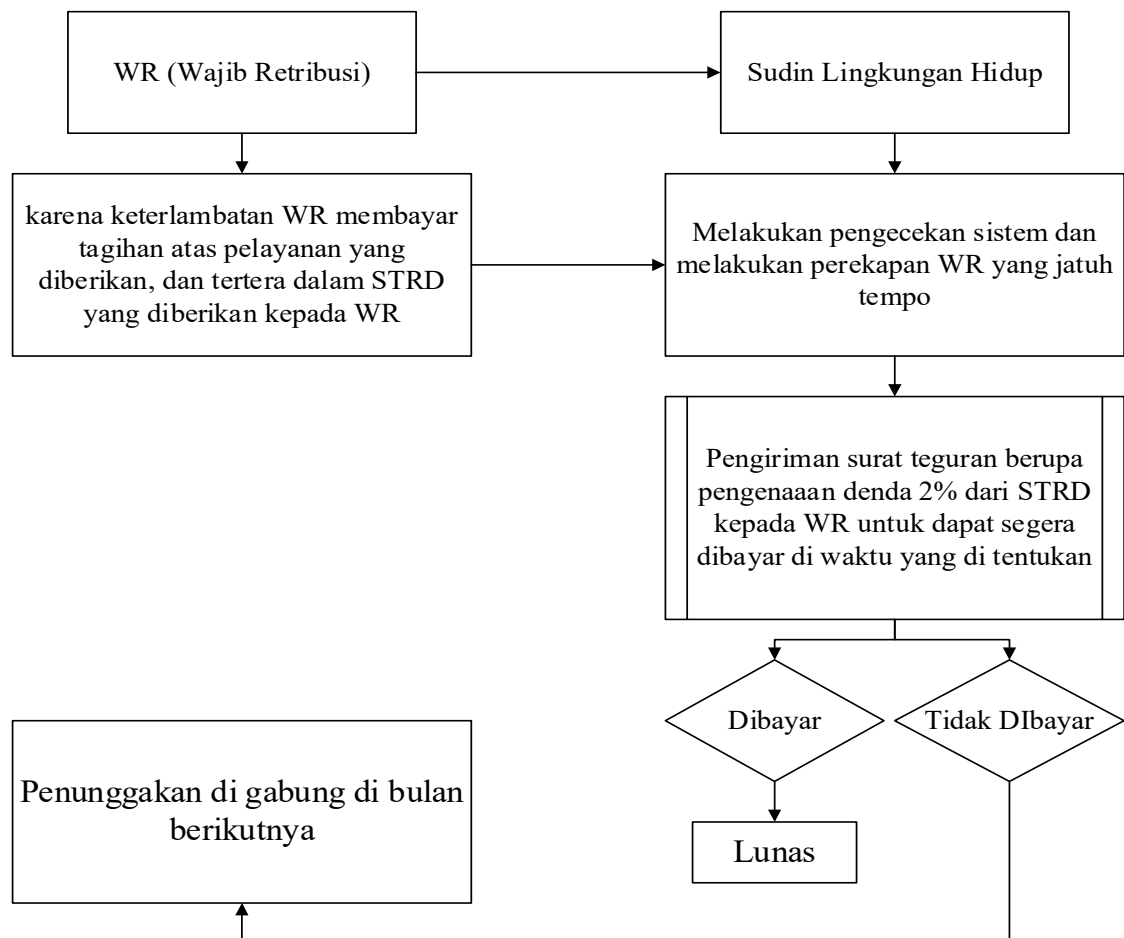 WR (Wajib Retribusi)
Sudin Lingkungan Hidup
karena keterlambatan WR membayar
tagihan atas pelayanan yang
diberikan, dan tertera dalam STRD
yang diberikan kepada WR
Melakukan pengecekan sistem dan
melakukan perekapan WR yang jatuh
tempo
Pengiriman surat teguran berupa
pengenaaan denda 2% dari STRD
kepada WR untuk dapat segera
dibayar di waktu yang di tentukan
Dibayar
Tidak DIbayar
Penunggakan di gabung di bulan
berikutnya
Lunas